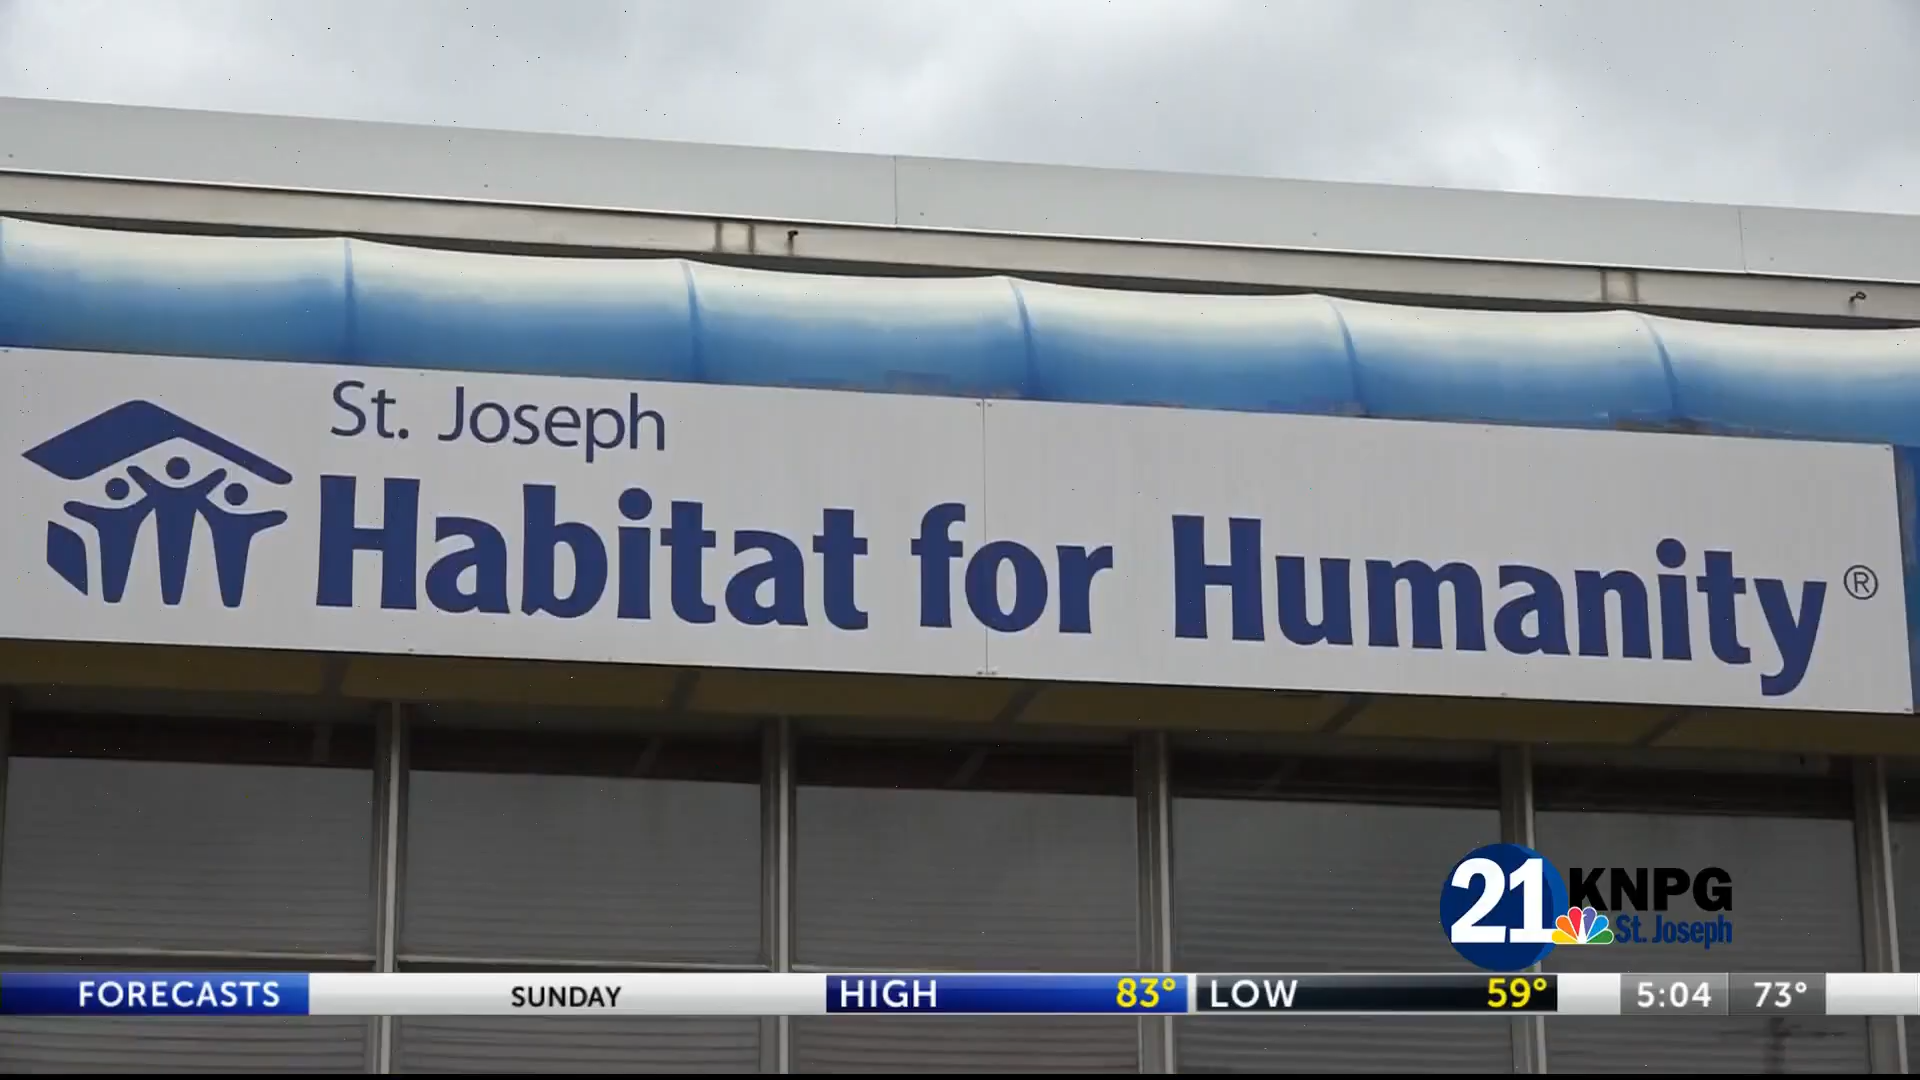 St. Joseph
Habitat for Humanity®
21 KNPG
St. Joseph
FORECASTS SUNDAY HIGH 83° LOW 59° 5:04 73°